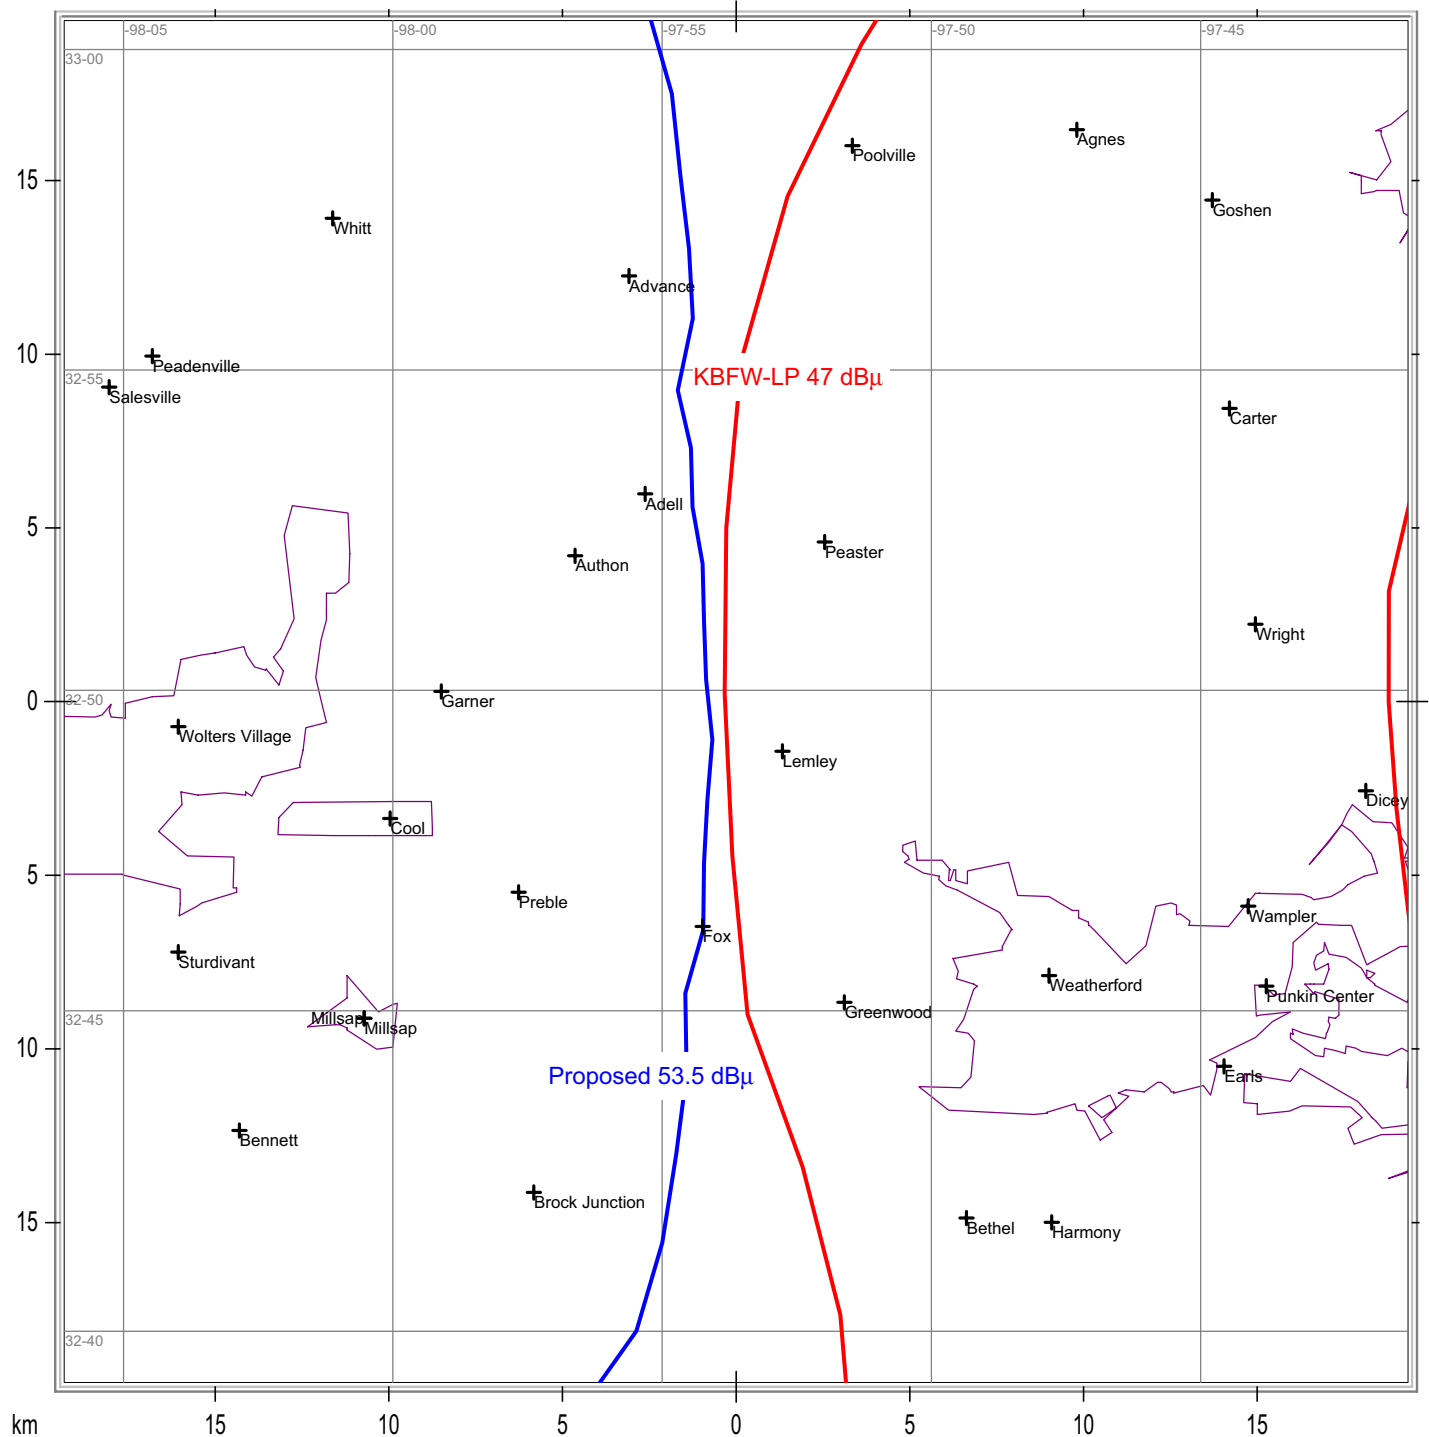 -98-05 -98-00 -97-55 -97-50 -97-45
33-00
Agnes
Poolville
15
Goshen
Whitt
Advance
10
Peadenville
KBFW-LP 47 dBμ
32-55
Salesville
Carter
Adell
5
Peaster
Authon
Wright
32-50
0
Garner
Wolters Village
Lemley
Dicey
Cool
5
Preble
Wampler
Fox
Sturdivant
Weatherford
Punkin Center
Greenwood
Millsap
32-45
Millsap
10
Proposed 53.5 dBμ
Earls
Bennett
Brock Junction
15
Bethel
Harmony
32-40
km 15 10 5 0 5 10 15